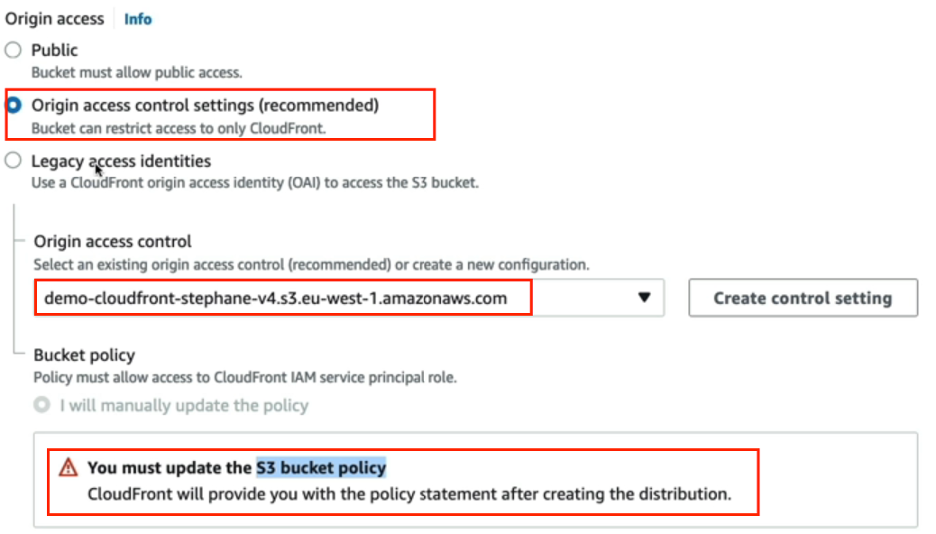 Origin access Info
Public
Bucket must allow public access.
Origin access control settings (recommended)
Bucket can restrict access to only CloudFront.
Legacy access identities
Use a CloudFront origin access identity (OAI) to access the S3 bucket.
Origin access control
Select an existing origin access control (recommended) or create a new configuration.
demo-cloudfront-stephane-v4.s3.eu-west-1.amazonaws.com
Create control setting
Bucket policy
Policy must allow access to CloudFront IAM service principal role.
I will manually update the policy
You must update the S3 bucket policy
CloudFront will provide you with the policy statement after creating the distribution.